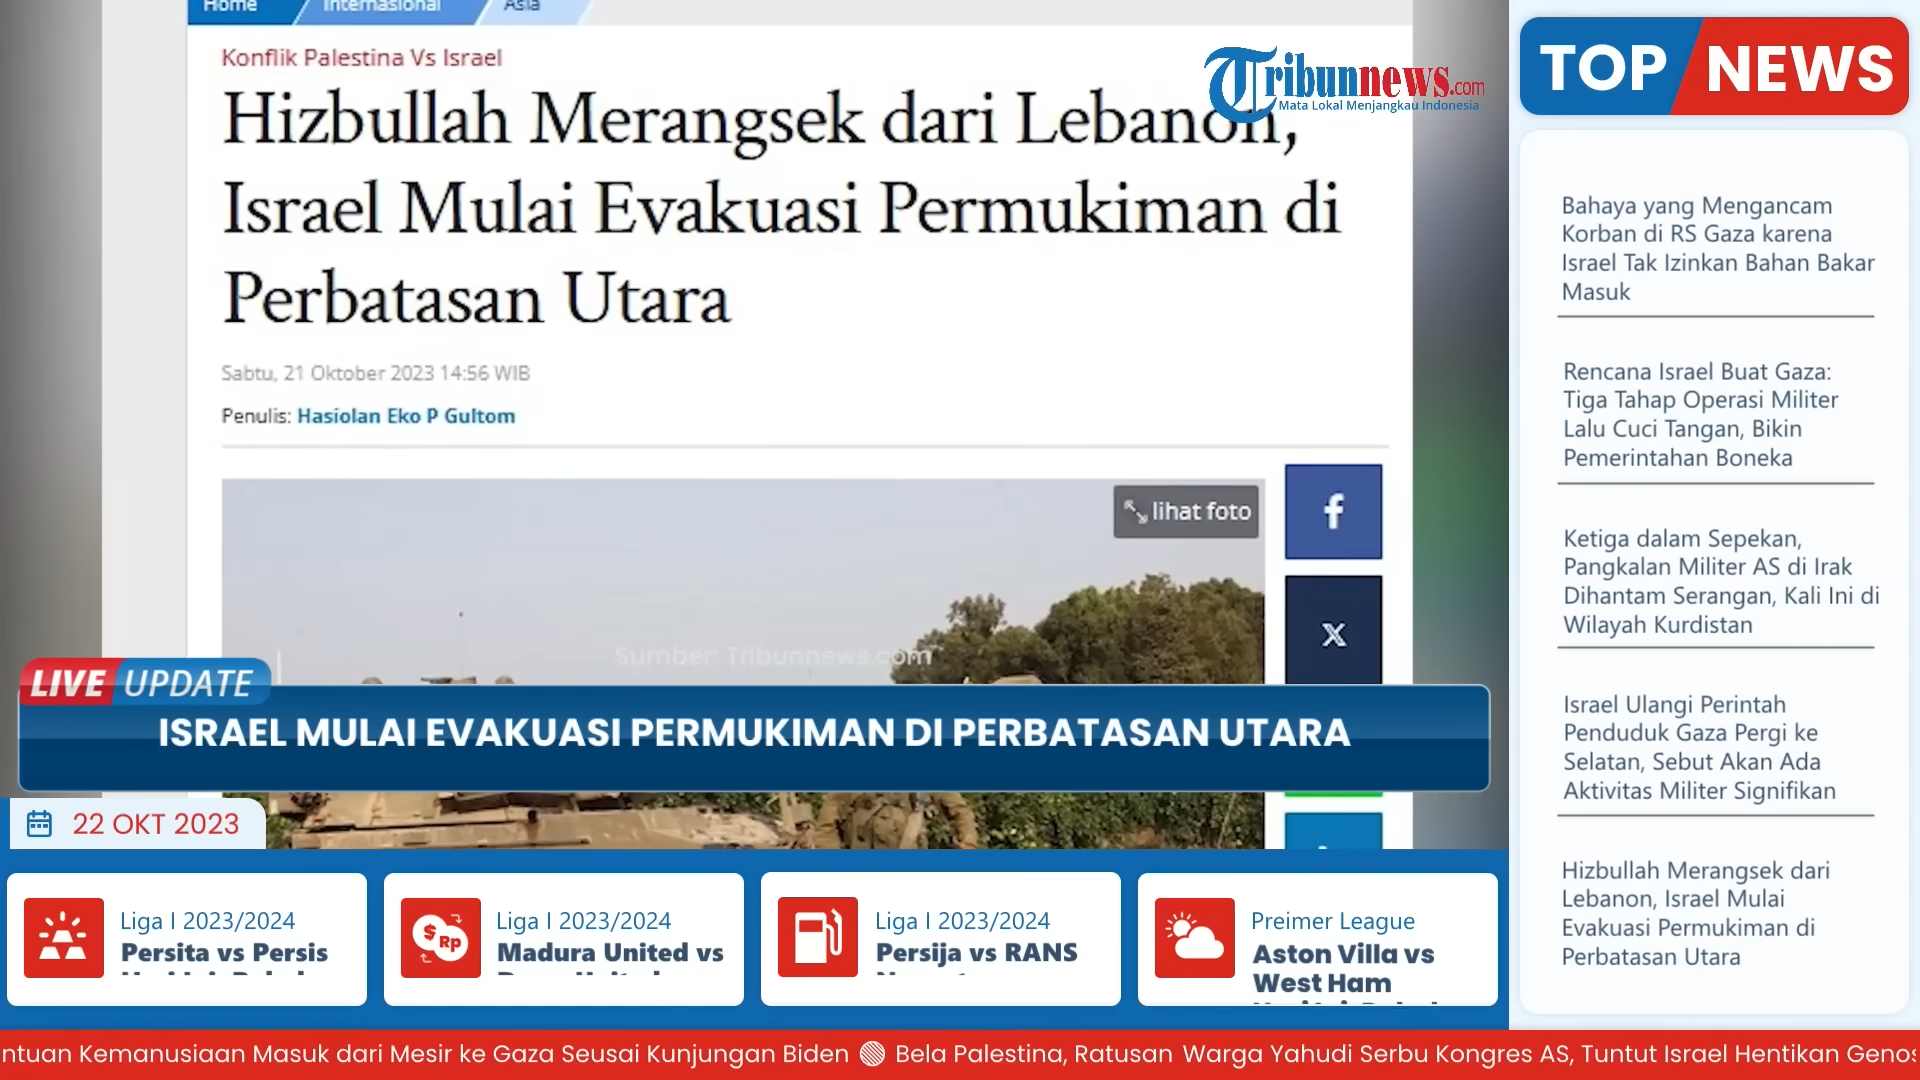 Home
Internasional
Asia
Konflik Palestina Vs Israel
Hizbullah Merangsek dari Lebanon,
Israel Mulai Evakuasi Permukiman di
Perbatasan Utara
Tribunnews.com
Mata Lokal Menjangkau Indonesia
Sabtu, 21 Oktober 2023 14:56 WIB
Penulis: Hasiolan Eko P Gultom
lihat foto
f
X
Sumber: Tribunnews.com
LIVE UPDATE
ISRAEL MULAI EVAKUASI PERMUKIMAN DI PERBATASAN UTARA
22 OKT 2023
Liga I 2023/2024
Persita vs Persis
$ Rp
Liga I 2023/2024
Madura United vs
Liga I 2023/2024
Persija vs RANS
Preimer League
Aston Villa vs
West Ham
TOP NEWS
Bahaya yang Mengancam
Korban di RS Gaza karena
Israel Tak Izinkan Bahan Bakar
Masuk
Rencana Israel Buat Gaza:
Tiga Tahap Operasi Militer
Lalu Cuci Tangan, Bikin
Pemerintahan Boneka
Ketiga dalam Sepekan,
Pangkalan Militer AS di Irak
Dihantam Serangan, Kali Ini di
Wilayah Kurdistan
Israel Ulangi Perintah
Penduduk Gaza Pergi ke
Selatan, Sebut Akan Ada
Aktivitas Militer Signifikan
Hizbullah Merangsek dari
Lebanon, Israel Mulai
Evakuasi Permukiman di
Perbatasan Utara
ntuan Kemanusiaan Masuk dari Mesir ke Gaza Seusai Kunjungan Biden Bela Palestina, Ratusan Warga Yahudi Serbu Kongres AS, Tuntut Israel Hentikan Genos